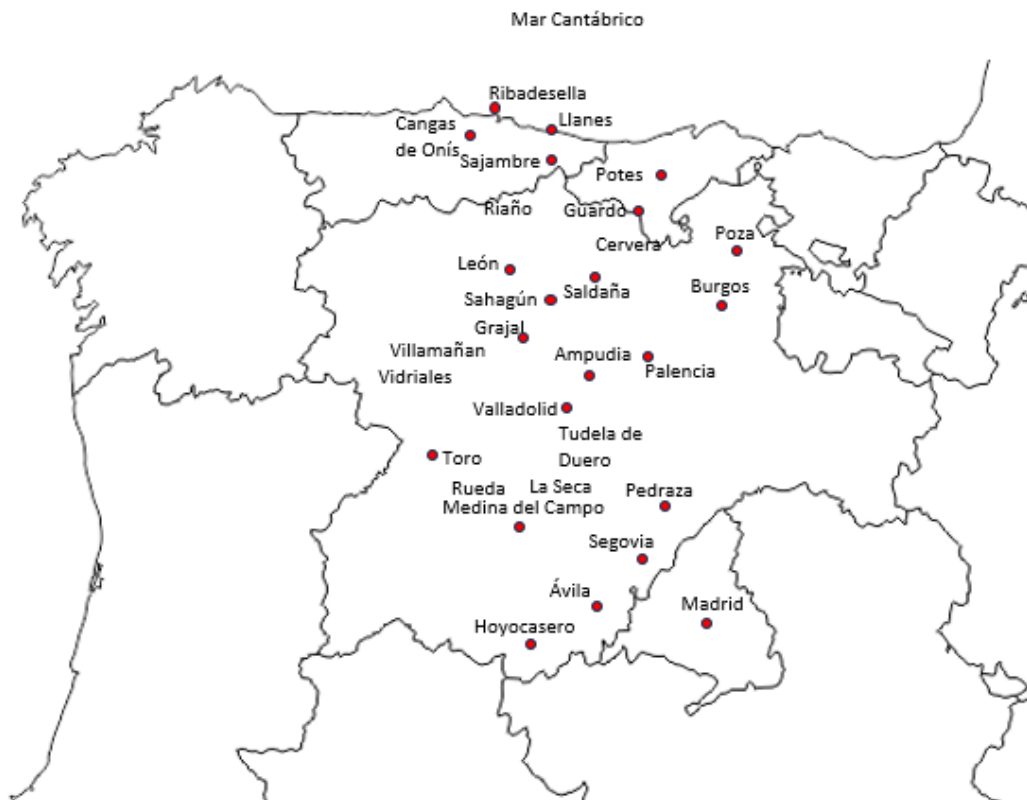 Mar Cantábrico
Ribadesella
Llanes
Cangas
de Onís
Sajambre
Potes
Riaño
Guardo
Poza
Cervera
León
Saldaña
Burgos
Sahagún
Grajal
Villamañan
Ampudia
Vidriales
Palencia
Valladolid
Tudela de
Duero
Toro
Rueda
La Seca
Pedraza
Medina del Campo
Segovia
Ávila
Madrid
Hoyocasero